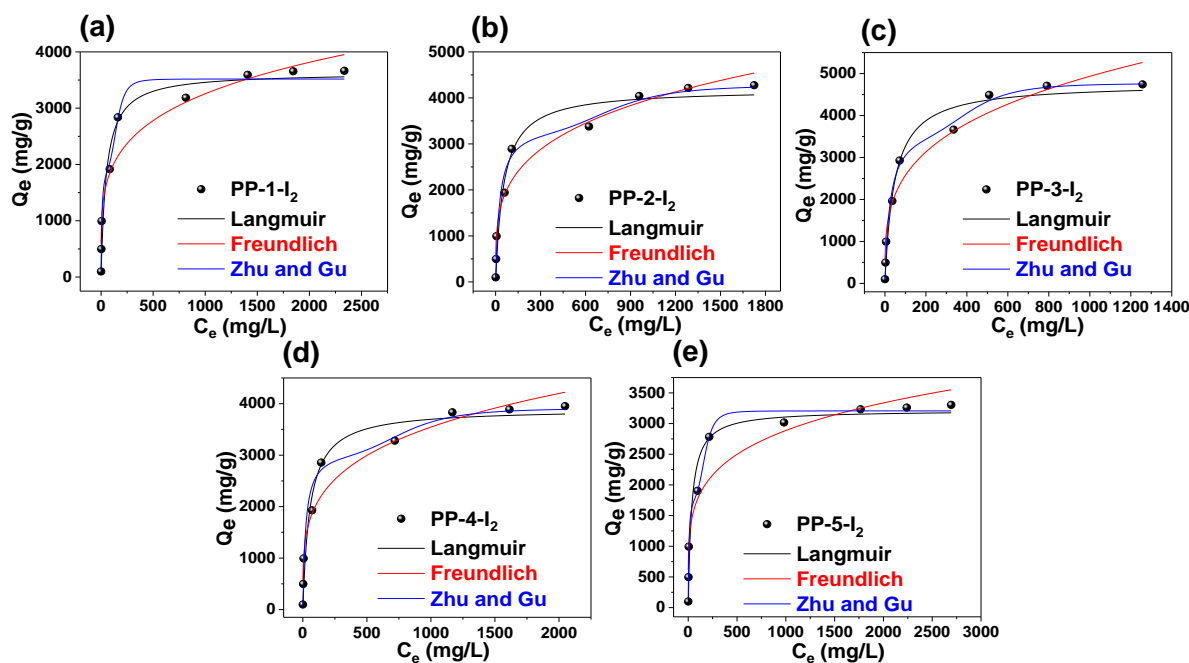 (a)
4000
3000
2000
1000
0
Qe (mg/g)
PP-1-I2
Langmuir
Freundlich
Zhu and Gu
0 500 1000 1500 2000 2500
Ce (mg/L)
(b)
5000
4000
3000
2000
1000
0
Qe (mg/g)
PP-2-I2
Langmuir
Freundlich
Zhu and Gu
0 300 600 900 1200 1500 1800
Ce (mg/L)
(c)
5000
4000
3000
2000
1000
0
Qe (mg/g)
PP-3-I2
Langmuir
Freundlich
Zhu and Gu
0 200 400 600 800 1000 1200 1400
Ce (mg/L)
(d)
4000
3000
2000
1000
0
Qe (mg/g)
PP-4-I2
Langmuir
Freundlich
Zhu and Gu
0 500 1000 1500 2000
Ce (mg/L)
(e)
3500
3000
2500
2000
1500
1000
500
0
Qe (mg/g)
PP-5-I2
Langmuir
Freundlich
Zhu and Gu
0 500 1000 1500 2000 2500 3000
Ce (mg/L)